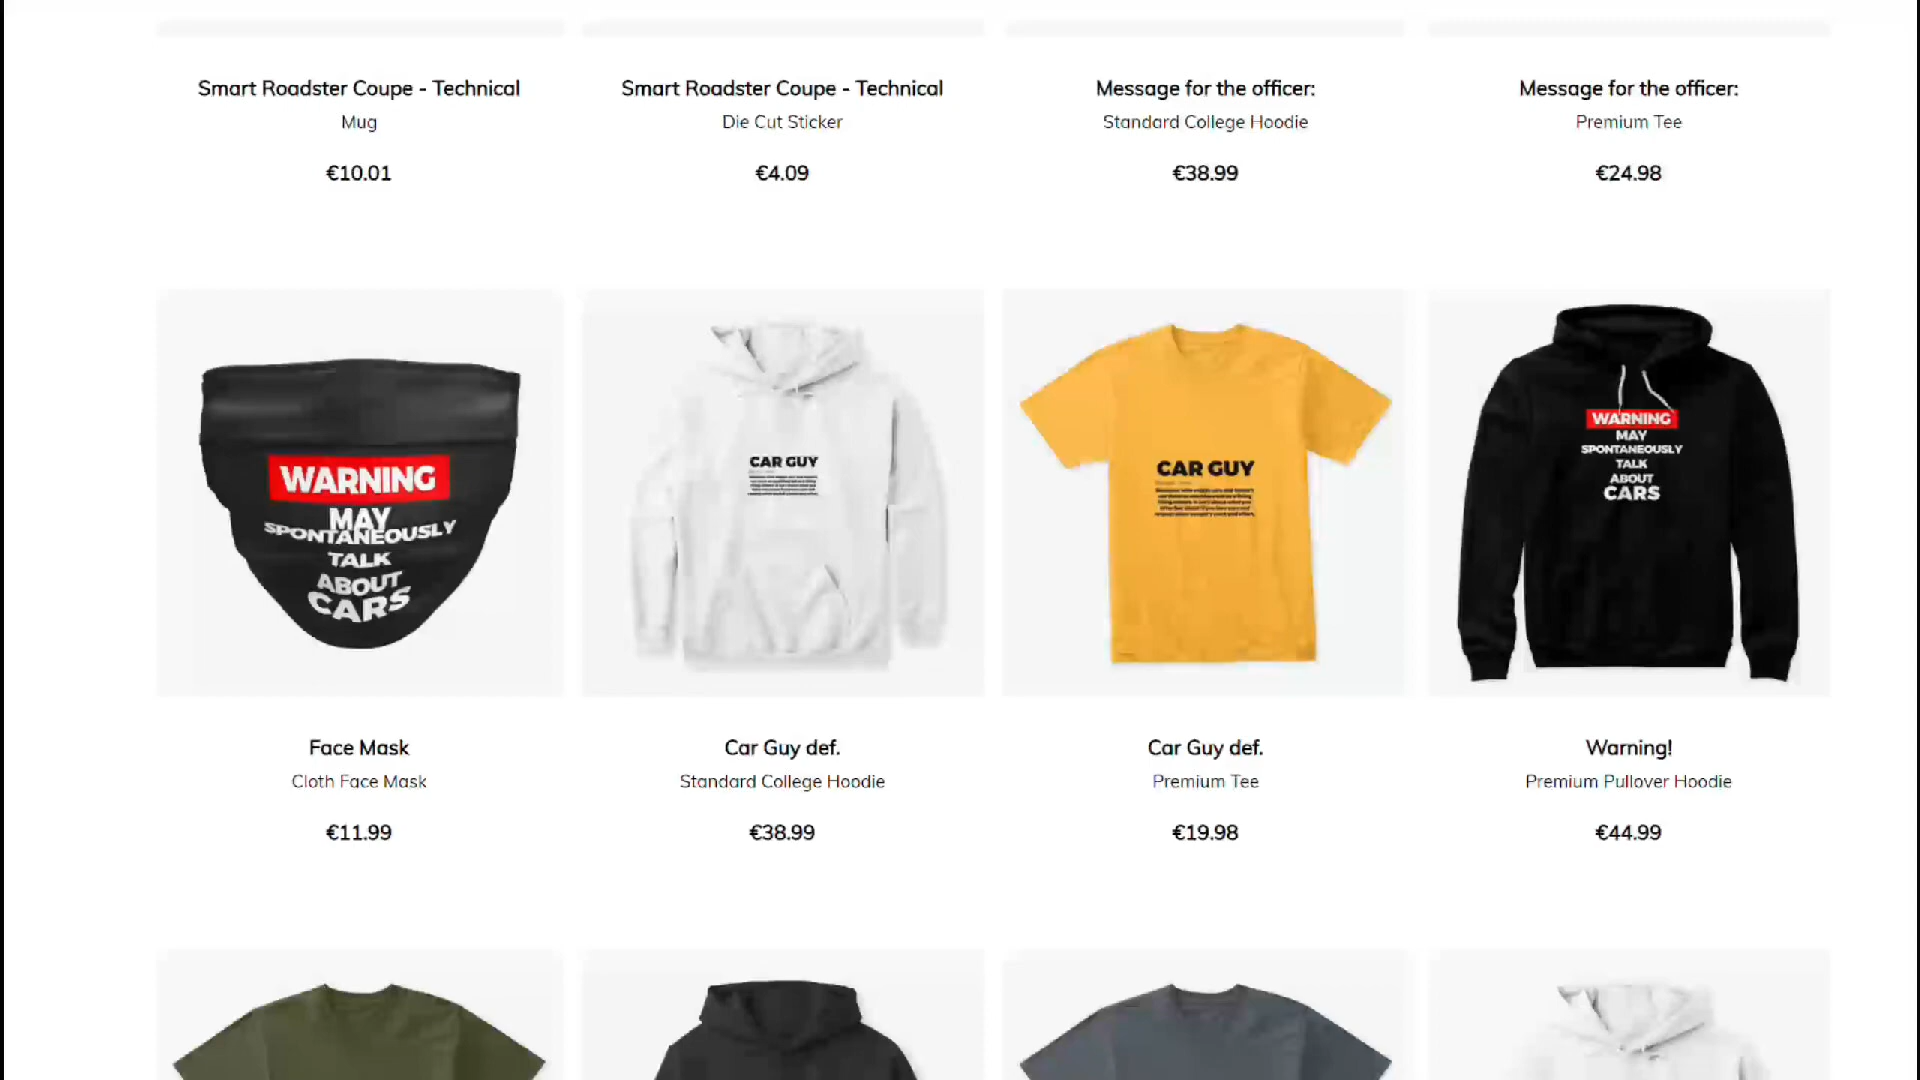 Smart Roadster Coupe - Technical
Mug
€10.01
Smart Roadster Coupe - Technical
Die Cut Sticker
€4.09
Message for the officer:
Standard College Hoodie
€38.99
Message for the officer:
Premium Tee
€24.98
WARNING
MAY
SPONTANEOUSLY
TALK
ABOUT
CARS
CAR GUY
CAR GUY
WARNING
MAY
SPONTANEOUSLY
TALK
ABOUT
CARS
Face Mask
Cloth Face Mask
€11.99
Car Guy def.
Standard College Hoodie
€38.99
Car Guy def.
Premium Tee
€19.98
Warning!
Premium Pullover Hoodie
€44.99